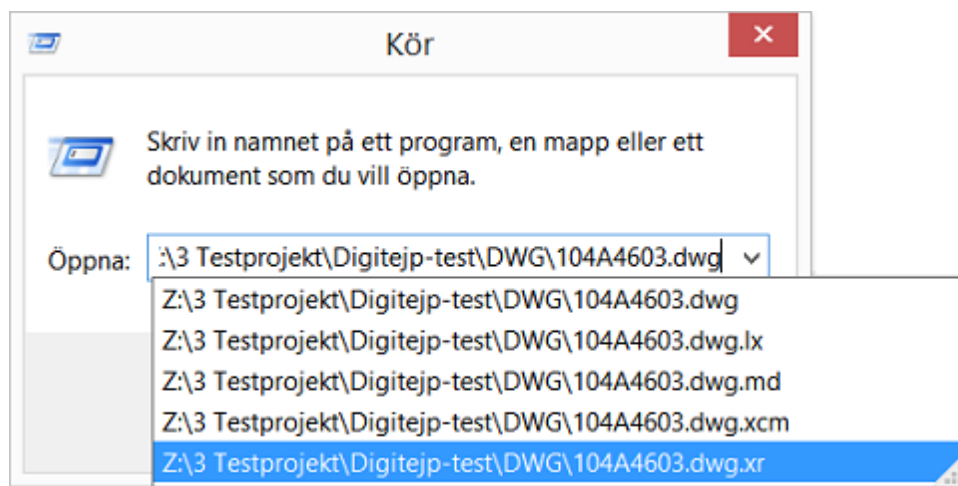 Kör
Skriv in namnet på ett program, en mapp eller ett
dokument som du vill öppna.
Öppna: :\3 Testprojekt\Digitejp-test\DWG\104A4603.dwg
Z:\3 Testprojekt\Digitejp-test\DWG\104A4603.dwg
Z:\3 Testprojekt\Digitejp-test\DWG\104A4603.dwg.lx
Z:\3 Testprojekt\Digitejp-test\DWG\104A4603.dwg.md
Z:\3 Testprojekt\Digitejp-test\DWG\104A4603.dwg.xcm
Z:\3 Testprojekt\Digitejp-test\DWG\104A4603.dwg.xr